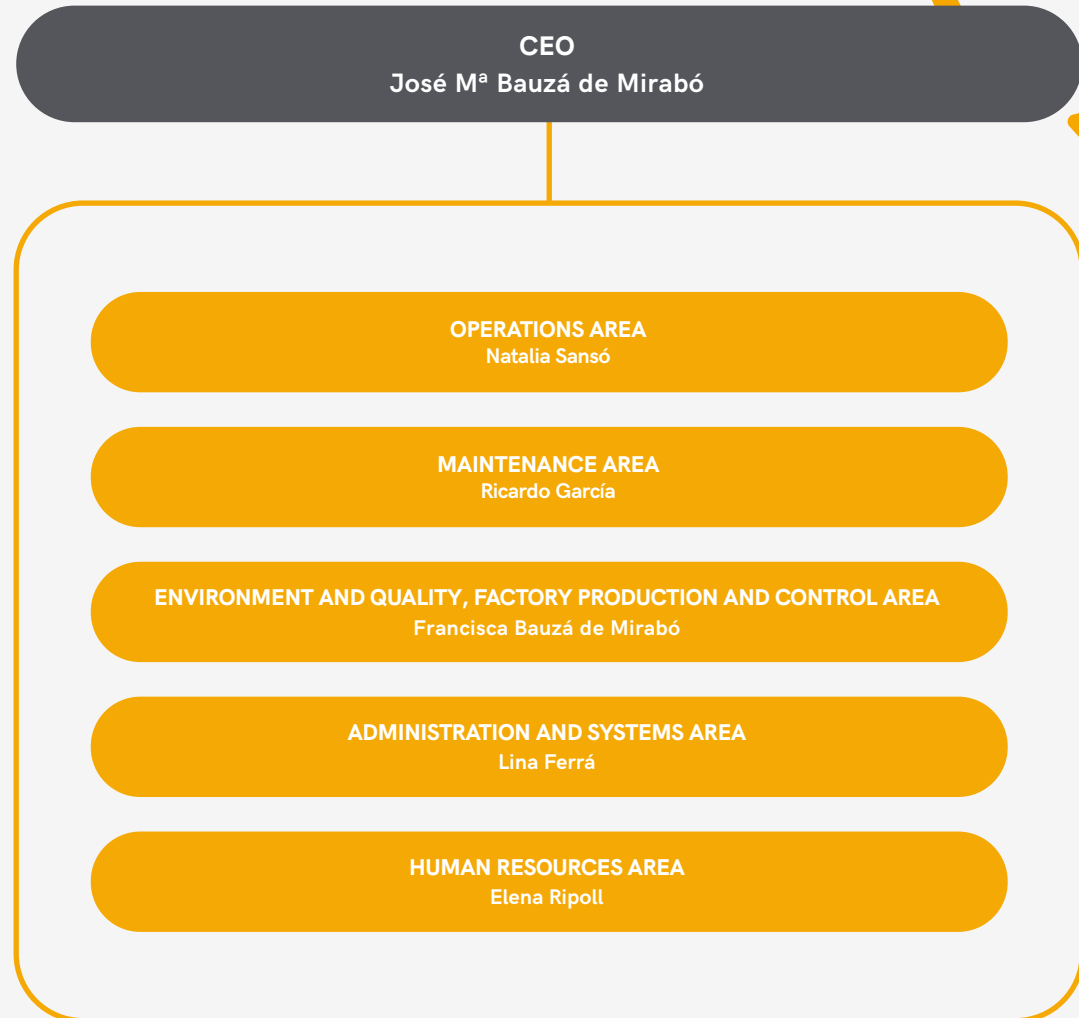 CEO
José Mª Bauzá de Mirabó
OPERATIONS AREA
Natalia Sansó
MAINTENANCE AREA
Ricardo García
ENVIRONMENT AND QUALITY, FACTORY PRODUCTION AND CONTROL AREA
Francisca Bauzá de Mirabó
ADMINISTRATION AND SYSTEMS AREA
Lina Ferrá
HUMAN RESOURCES AREA
Elena Ripoll